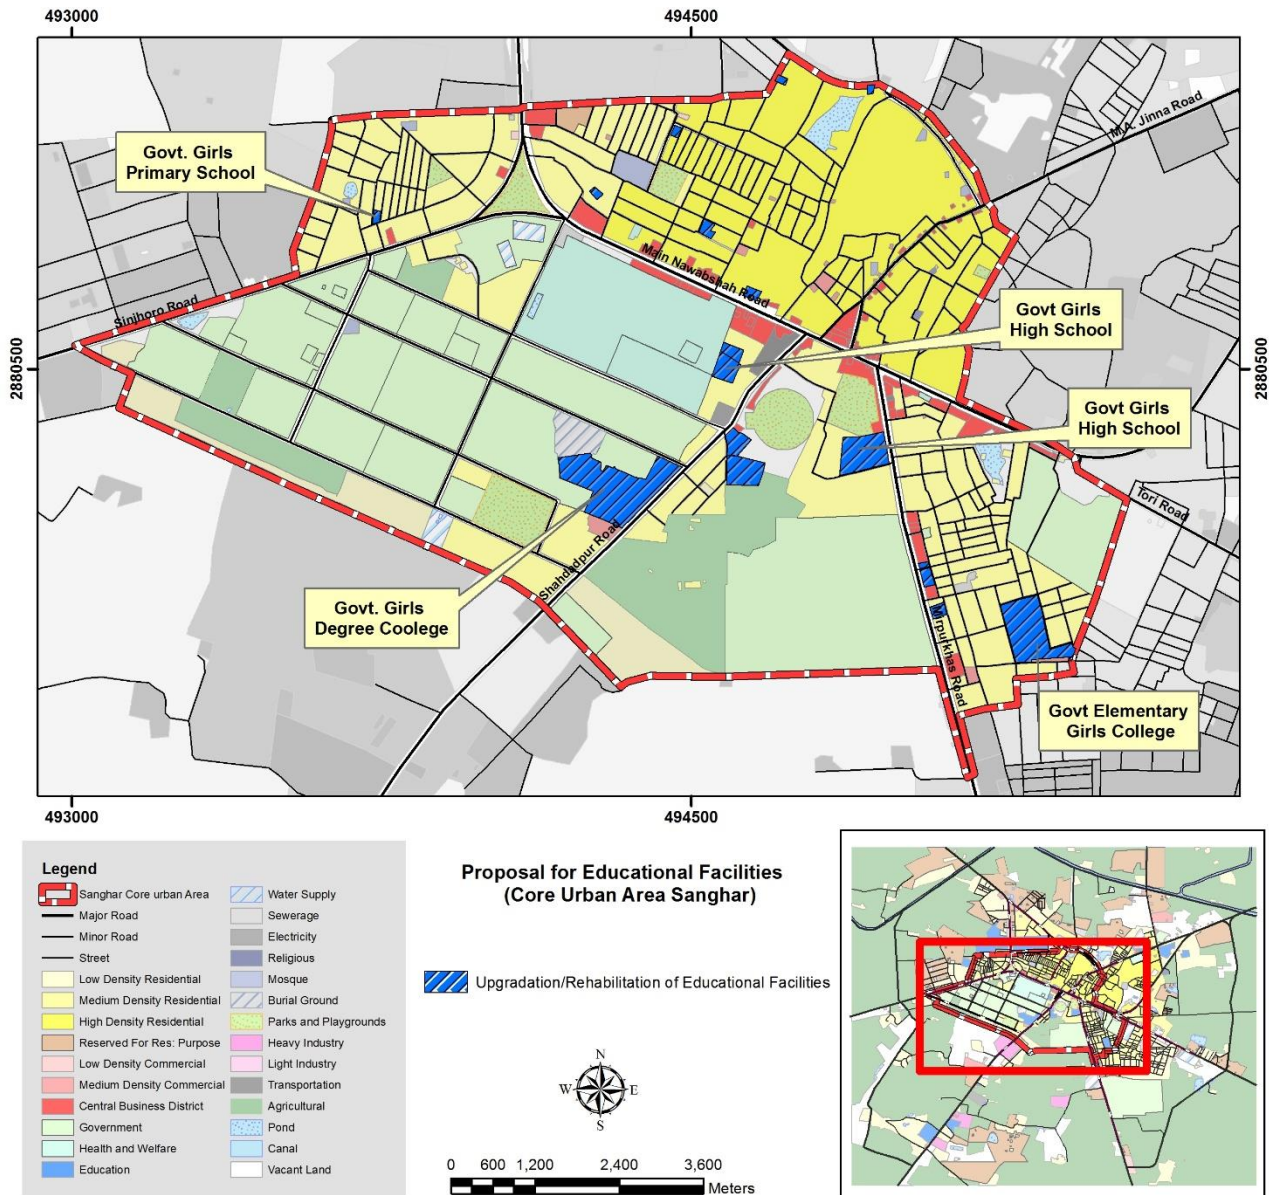 493000
494500
M.A. Jinna Road
Govt. Girls
Primary School
Main Nawabshah Road
Sinjhoro Road
Govt Girls
High School
2880500
2880500
Govt Girls
High School
Tori Road
Shahdadpur Road
Govt. Girls
Degree Coolege
Mirpurkhas Road
Govt Elementary
Girls College
493000
494500
Legend
Sanghar Core urban Area
Major Road
Minor Road
Street
Low Density Residential
Medium Density Residential
High Density Residential
Reserved For Res: Purpose
Low Density Commercial
Medium Density Commercial
Central Business District
Government
Health and Welfare
Education
Water Supply
Sewerage
Electricity
Religious
Mosque
Burial Ground
Parks and Playgrounds
Heavy Industry
Light Industry
Transportation
Agricultural
Pond
Canal
Vacant Land
Proposal for Educational Facilities
(Core Urban Area Sanghar)
Upgradation/Rehabilitation of Educational Facilities
N
W E
S
0 600 1,200 2,400 3,600
Meters